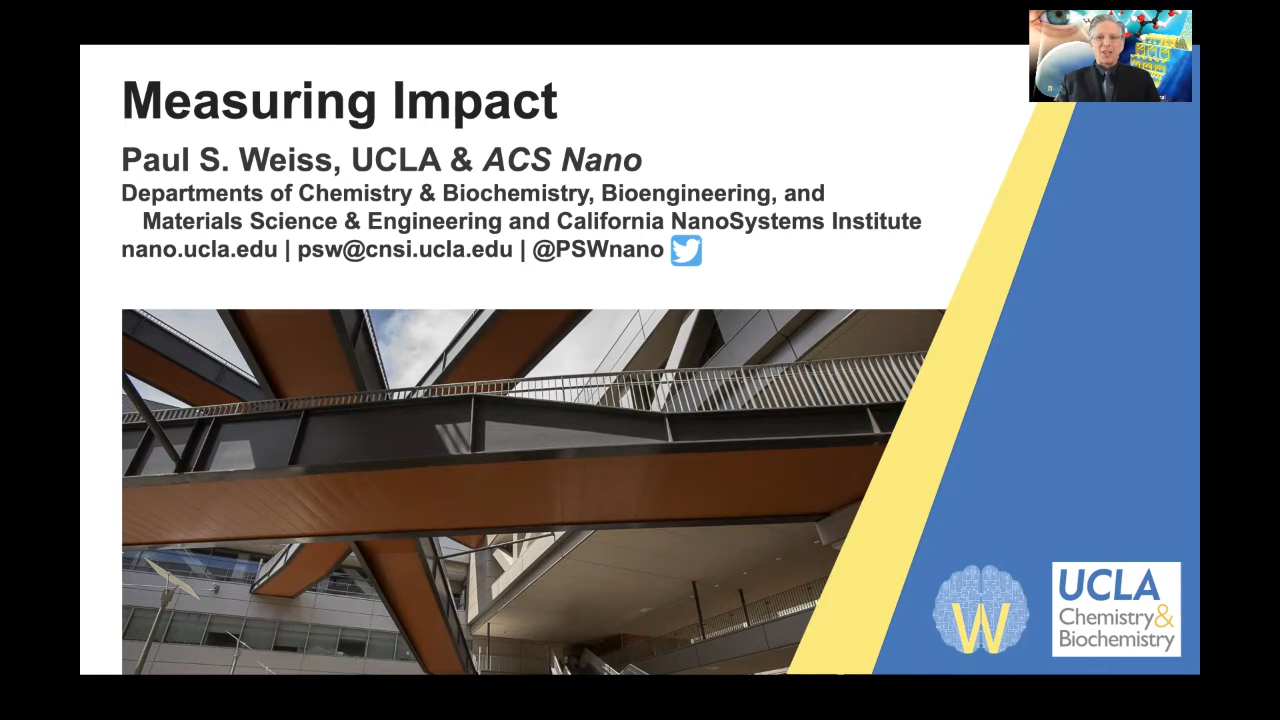 Measuring Impact
Paul S. Weiss, UCLA & ACS Nano
Departments of Chemistry & Biochemistry, Bioengineering, and
Materials Science & Engineering and California NanoSystems Institute
nano.ucla.edu | psw@cnsi.ucla.edu | @PSWnano
W
UCLA
Chemistry&
Biochemistry